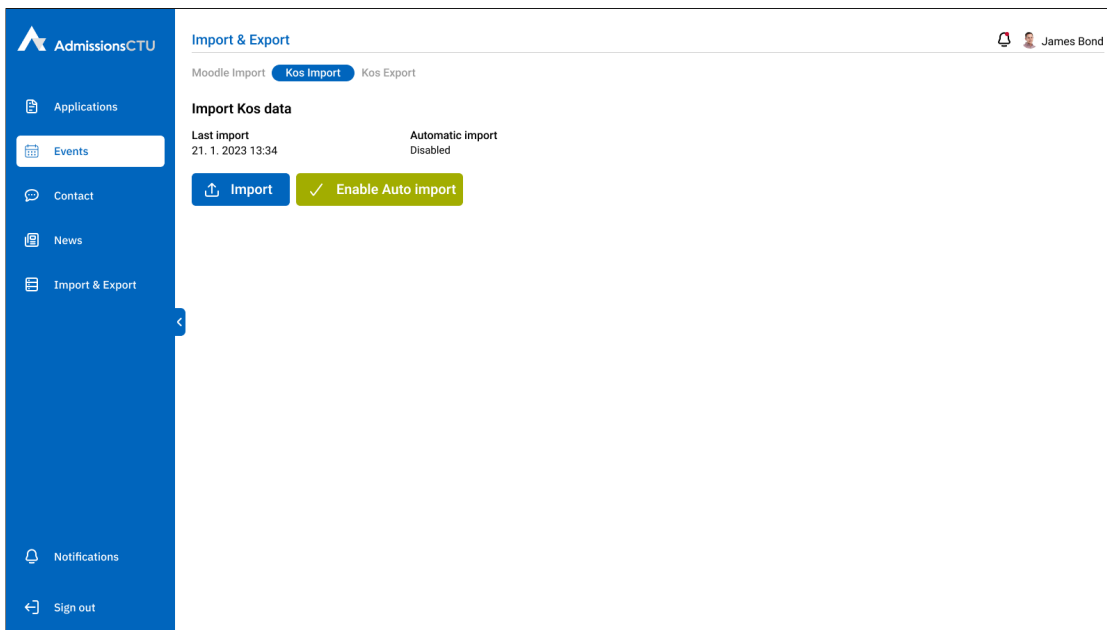 AdmissionsCTU
Applications
Events
Contact
News
Import & Export
Notifications
Sign out
Import & Export
James Bond
Moodle Import Kos Import Kos Export
Import Kos data
Last import Automatic import
21. 1. 2023 13:34 Disabled
Import Enable Auto import